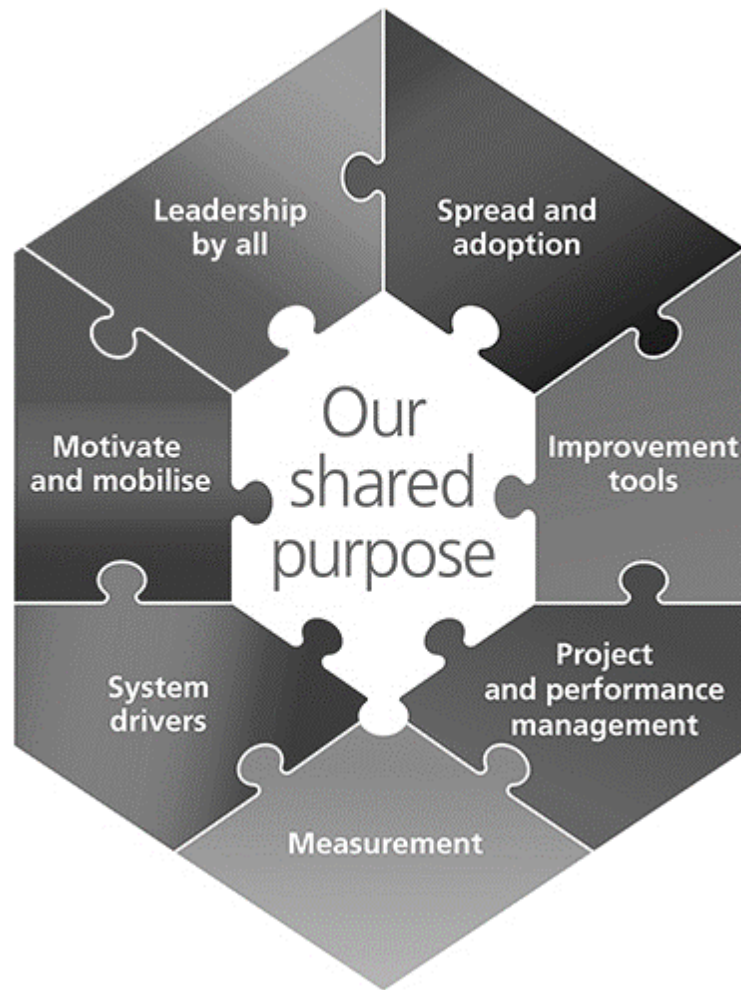 Leadership
by all
Spread and
adoption
Motivate
and mobilise
Our
shared
purpose
Improvement
tools
System
drivers
Project
and performance
management
Measurement